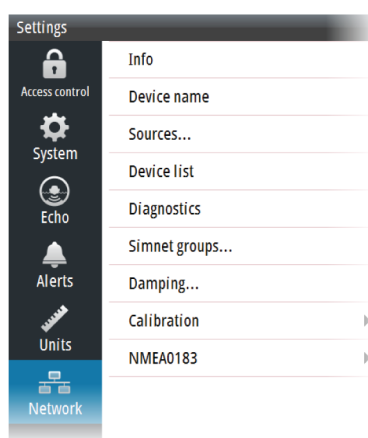 Settings
Access control
System
Echo
Alerts
Units
Network
Info
Device name
Sources...
Device list
Diagnostics
Simnet groups...
Damping...
Calibration
NMEA0183